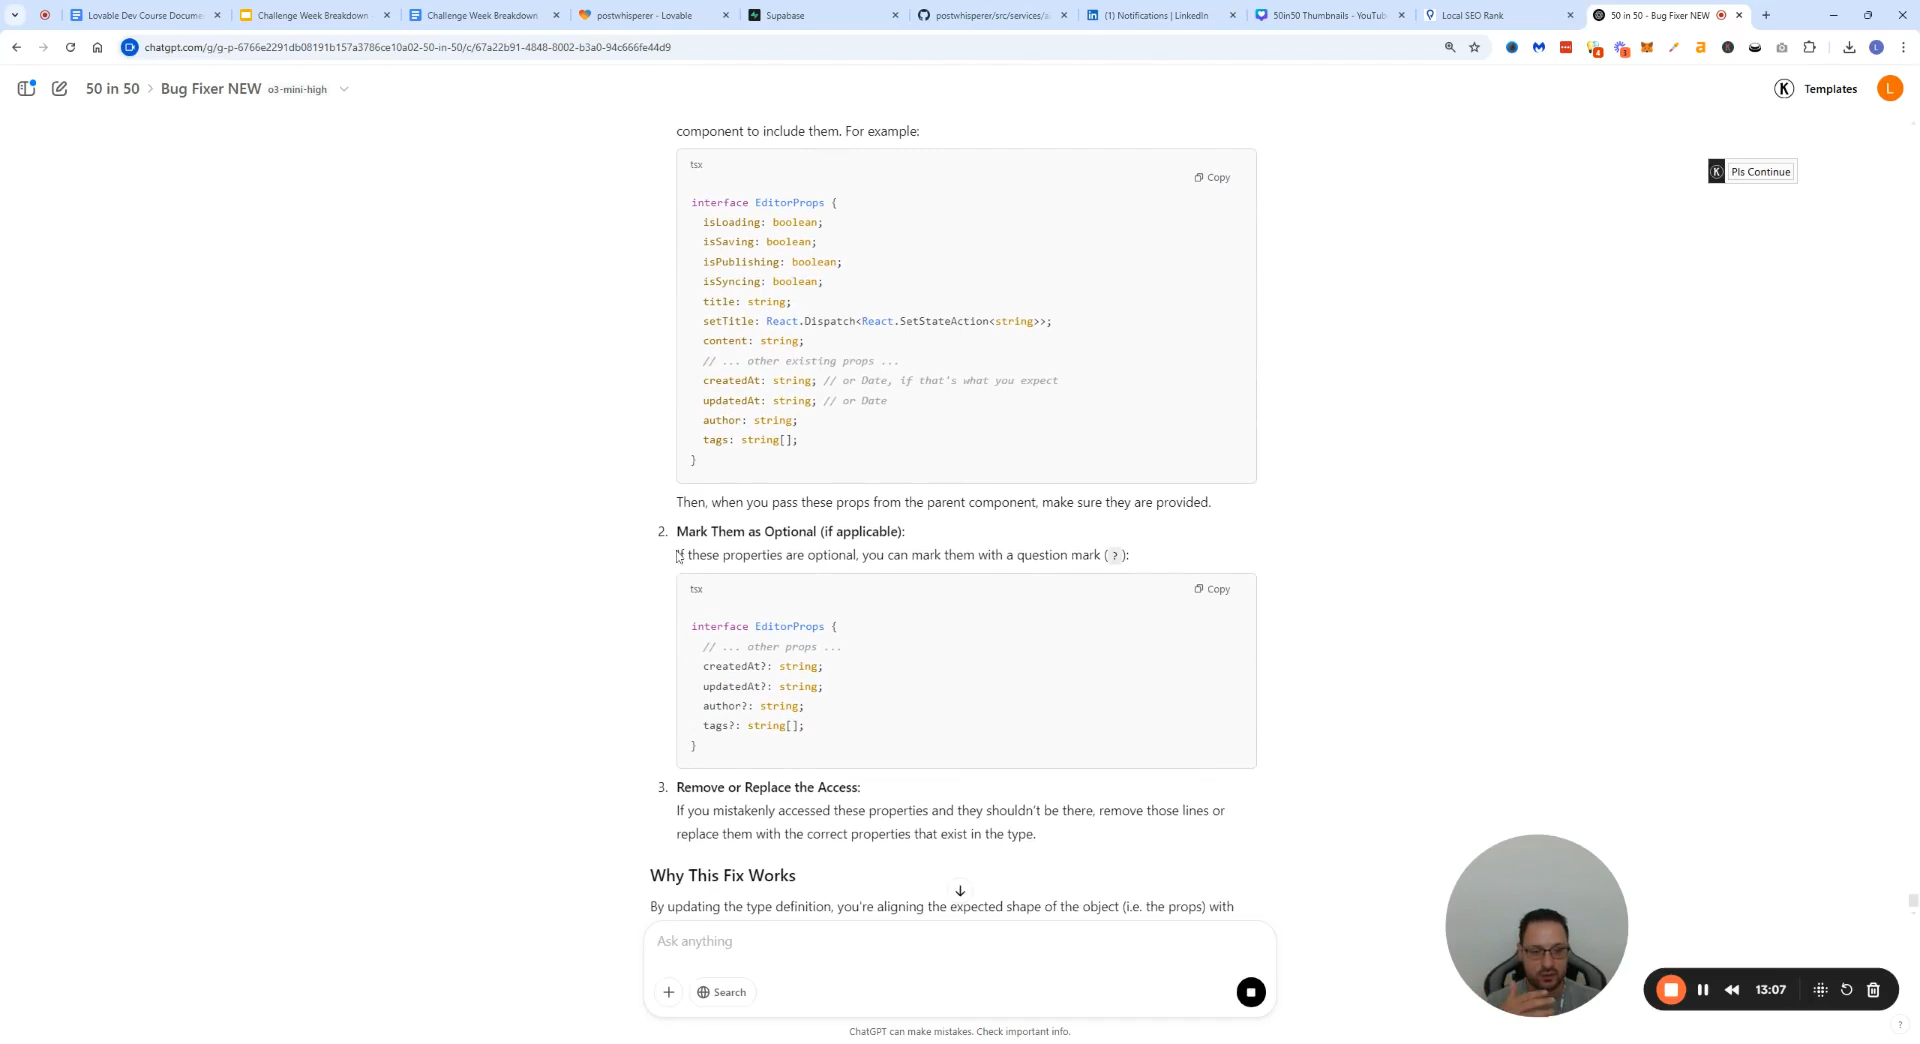 Lovable Dev Course Docume
Challenge Week Breakdown
Challenge Week Breakdown
postwhisperer - Lovable
Supabase
postwhisperer/src/services/a
(1) Notifications | LinkedIn
50in50 Thumbnails - YouTub
Local SEO Rank
50 in 50 - Bug Fixer NEW
chatgpt.com/g/g-p-6766e2291db08191b157a3786ce10a02-50-in-50/c/67a22b91-4848-8002-b3a0-94c666fe44d9
4
3
L
50 in 50 > Bug Fixer NEW o3-mini-high
K Templates
L
component to include them. For example:
K Pls Continue
tsx
Copy
interface EditorProps {
isLoading: boolean;
isSaving: boolean;
isPublishing: boolean;
isSyncing: boolean;
title: string;
setTitle: React.Dispatch<React.SetStateAction<string>>;
content: string;
// ... other existing props ...
createdAt: string; // or Date, if that's what you expect
updatedAt: string; // or Date
author: string;
tags: string[];
}
Then, when you pass these props from the parent component, make sure they are provided.
2. Mark Them as Optional (if applicable):
If these properties are optional, you can mark them with a question mark ( ? ):
tsx
Copy
interface EditorProps {
// ... other props ...
createdAt?: string;
updatedAt?: string;
author?: string;
tags?: string[];
}
3. Remove or Replace the Access:
If you mistakenly accessed these properties and they shouldn't be there, remove those lines or
replace them with the correct properties that exist in the type.
Why This Fix Works
By updating the type definition, you're aligning the expected shape of the object (i.e. the props) with
Ask anything
Search
13:07
ChatGPT can make mistakes. Check important info.
?